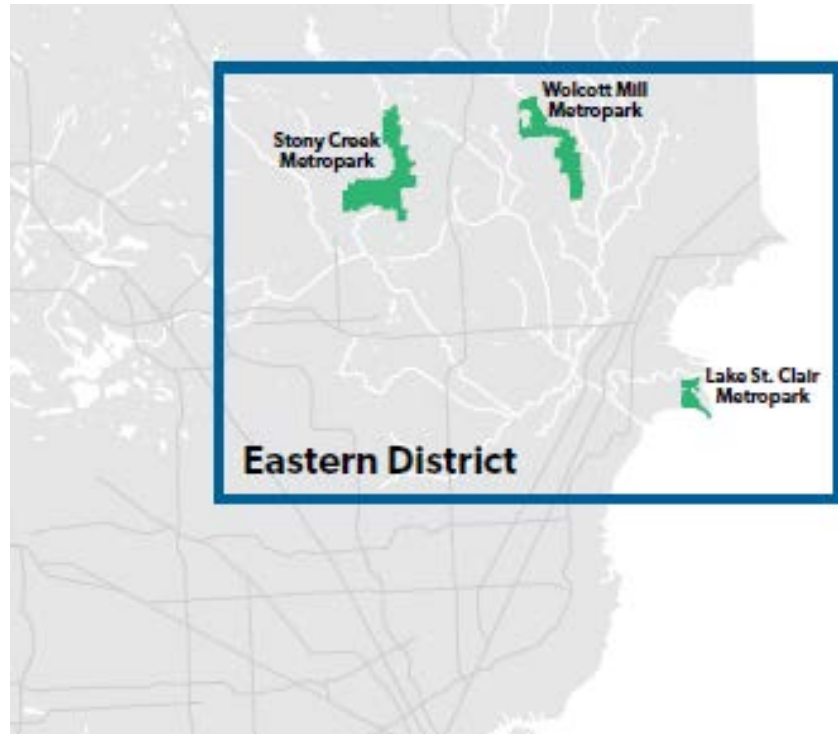 Wolcott Mill
Metropark
Stony Creek
Metropark
Lake St. Clair
Metropark
Eastern District